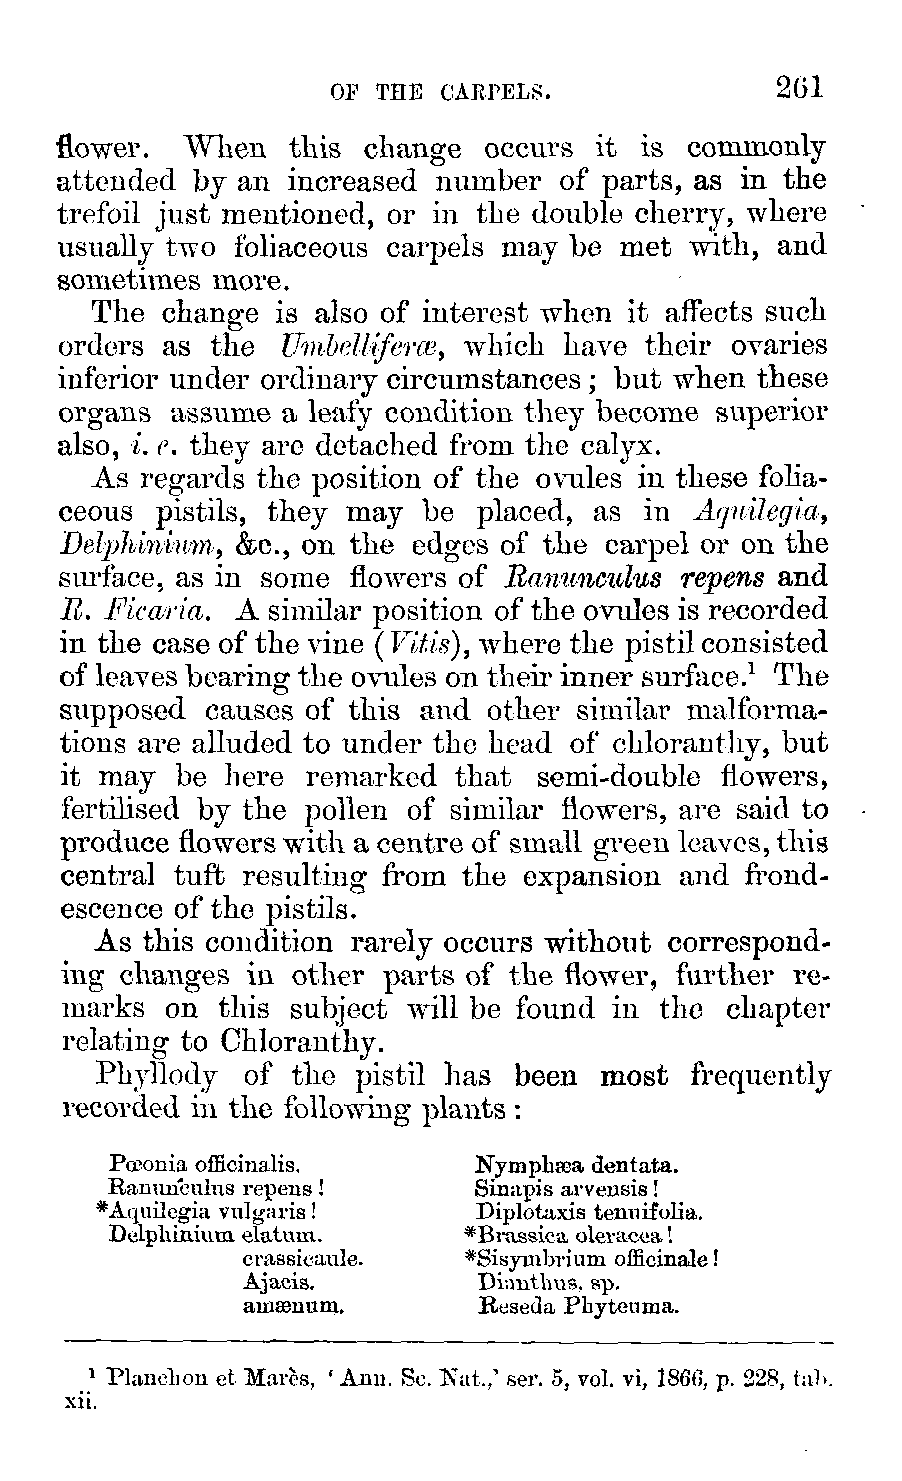 OF THE CARPELS. 261
flower. When this change occurs it is commonly
attended by an increased number of parts, as in the
trefoil just mentioned, or in the double cherry, where
usually two foliaceous carpels may be met with, and
sometimes more.
The change is also of interest when it affects such
orders as the Umbelliferæ, which have their ovaries
inferior under ordinary circumstances; but when these
organs assume a leafy condition they become superior
also, i. e. they are detached from the calyx.
As regards the position of the ovules in these folia-
ceous pistils, they may be placed, as in Aquilegia,
Delphinium, &c., on the edges of the carpel or on the
surface, as in some flowers of Ranunculus repens and
R. Ficaria. A similar position of the ovules is recorded
in the case of the vine (Vitis), where the pistil consisted
of leaves bearing the ovules on their inner surface.¹ The
supposed causes of this and other similar malforma-
tions are alluded to under the head of chloranthy, but
it may be here remarked that semi-double flowers,
fertilised by the pollen of similar flowers, are said to
produce flowers with a centre of small green leaves, this
central tuft resulting from the expansion and frond-
escence of the pistils.
As this condition rarely occurs without correspond-
ing changes in other parts of the flower, further re-
marks on this subject will be found in the chapter
relating to Chloranthy.
Phyllody of the pistil has been most frequently
recorded in the following plants:
Pœonia officinalis.
Ranunculus repens!
*Aquilegia vulgaris!
Delphinium elatum.
crassicaule.
Ajacis.
amænum.
Nymphæa dentata.
Sinapis arvensis!
Diplotaxis tenuifolia.
*Brassica oleracea!
*Sisymbrium officinale!
Dianthus, sp.
Reseda Phyteuma.
¹ Planchon et Marès, ‘Ann. Sc. Nat.,’ ser. 5, vol. vi, 1866, p. 228, tab.
xii.